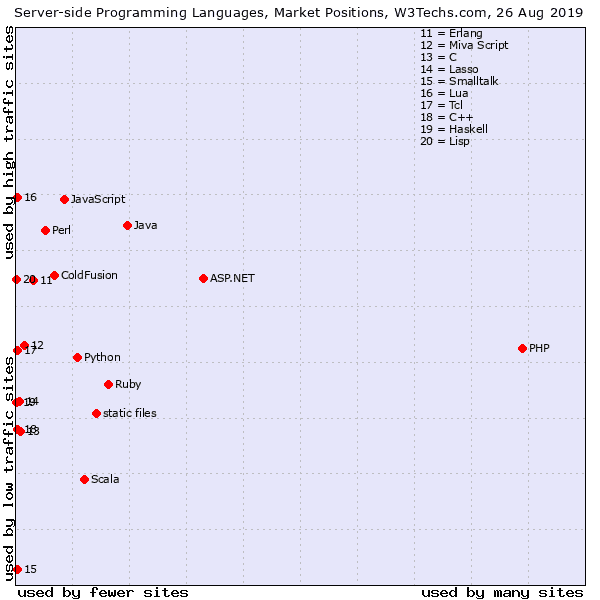 Server-side Programming Languages, Market Positions, W3Techs.com, 26 Aug 2019
used by high traffic sites
11 = Erlang
12 = Miva Script
13 = C
14 = Lasso
15 = Smalltalk
16 = Lua
17 = Tcl
18 = C++
19 = Haskell
20 = Lisp
16
JavaScript
Java
Perl
ColdFusion
20
11
ASP.NET
12
17
PHP
Python
used by low traffic sites
Ruby
14
19
static files
18
13
Scala
15
used by fewer sites
used by many sites